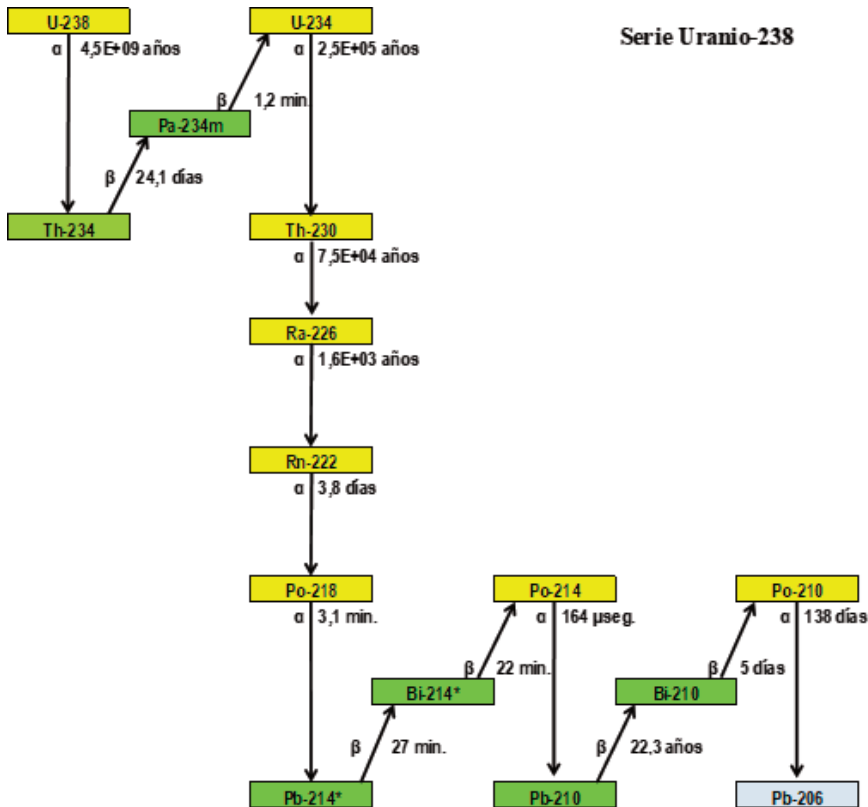 U-238
U-234
Serie Uranio-238
α 4,5E+09 años
α 2,5E+05 años
β 1,2 min.
Pa-234m
β 24,1 días
Th-234
Th-230
α 7,5E+04 años
Ra-226
α 1,6E+03 años
Rn-222
α 3,8 días
Po-218
Po-214
Po-210
α 3,1 min.
α 164 µseg.
α 138 días
β 22 min.
β 5 días
Bi-214*
Bi-210
β 27 min.
β 22,3 años
Pb-214*
Pb-210
Pb-206